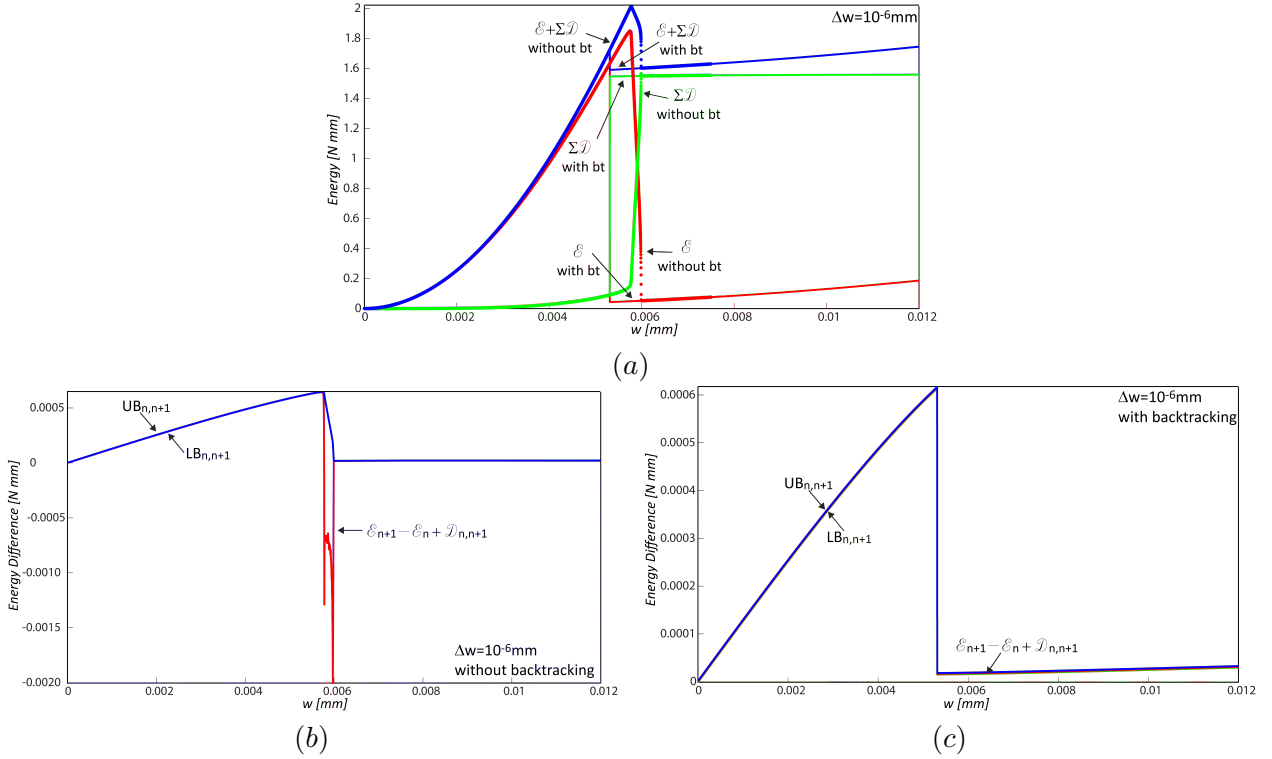 Δw=10-6mm
ℰ+Σ𝒟
without bt
ℰ+Σ𝒟
with bt
Σ𝒟
without bt
Σ𝒟
with bt
ℰ
with bt
ℰ
without bt
Energy [N mm]
2
1.8
1.6
1.4
1.2
1
0.8
0.6
0.4
0.2
0
0
0.002
0.004
0.006
0.008
0.01
0.012
w [mm]
(a)
UBn,n+1
LBn,n+1
ℰn+1−ℰn+𝒟n,n+1
Δw=10-6mm
without backtracking
Energy Difference [N mm]
0.0005
0
-0.0005
-0.0010
-0.0015
-0.0020
0
0.002
0.004
0.006
0.008
0.01
0.012
w [mm]
(b)
Δw=10-6mm
with backtracking
UBn,n+1
LBn,n+1
ℰn+1−ℰn+𝒟n,n+1
Energy Difference [N mm]
0.0006
0.0005
0.0004
0.0003
0.0002
0.0001
0
0
0.002
0.004
0.006
0.008
0.01
0.012
w [mm]
(c)